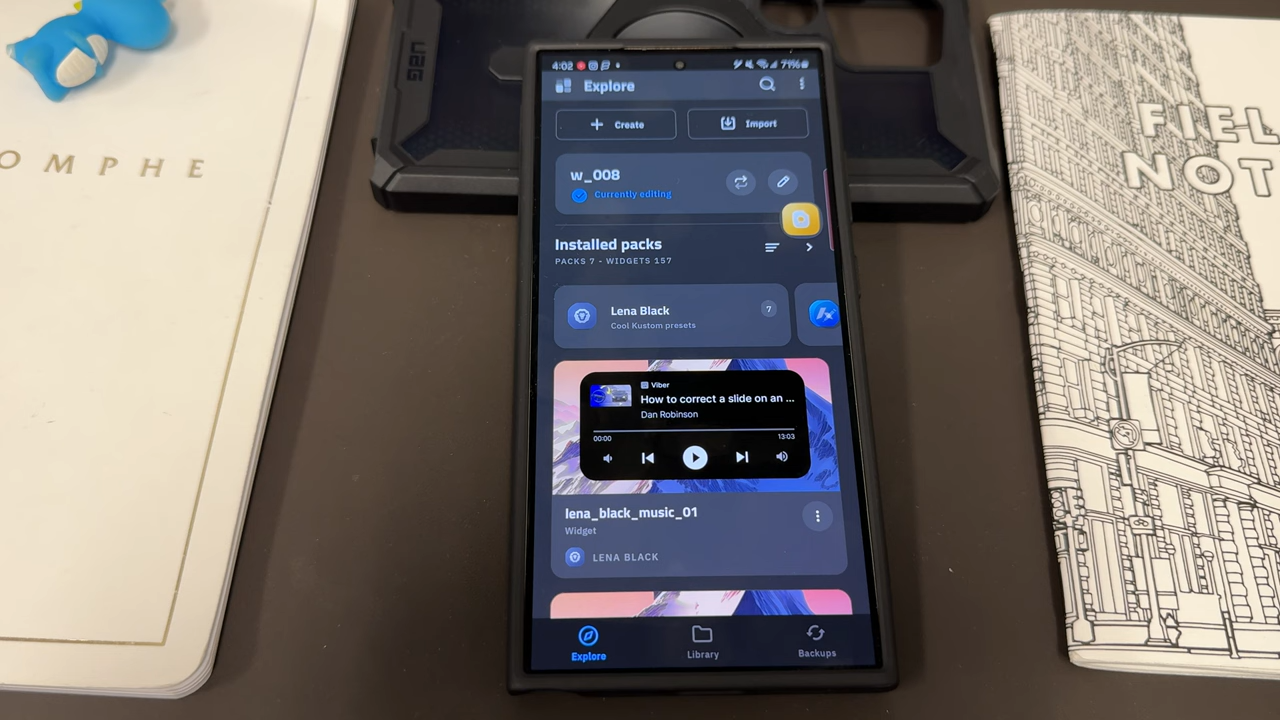 OMPHE
UAG
FIEL
NOT
4:02
71%
Explore
Create
Import
w_008
Currently editing
Installed packs
PACKS 7 - WIDGETS 157
Lena Black
Cool Kustom presets
7
Viber
How to correct a slide on an ...
Dan Robinson
00:00
13:03
lena_black_music_01
Widget
LENA BLACK
Explore
Library
Backups